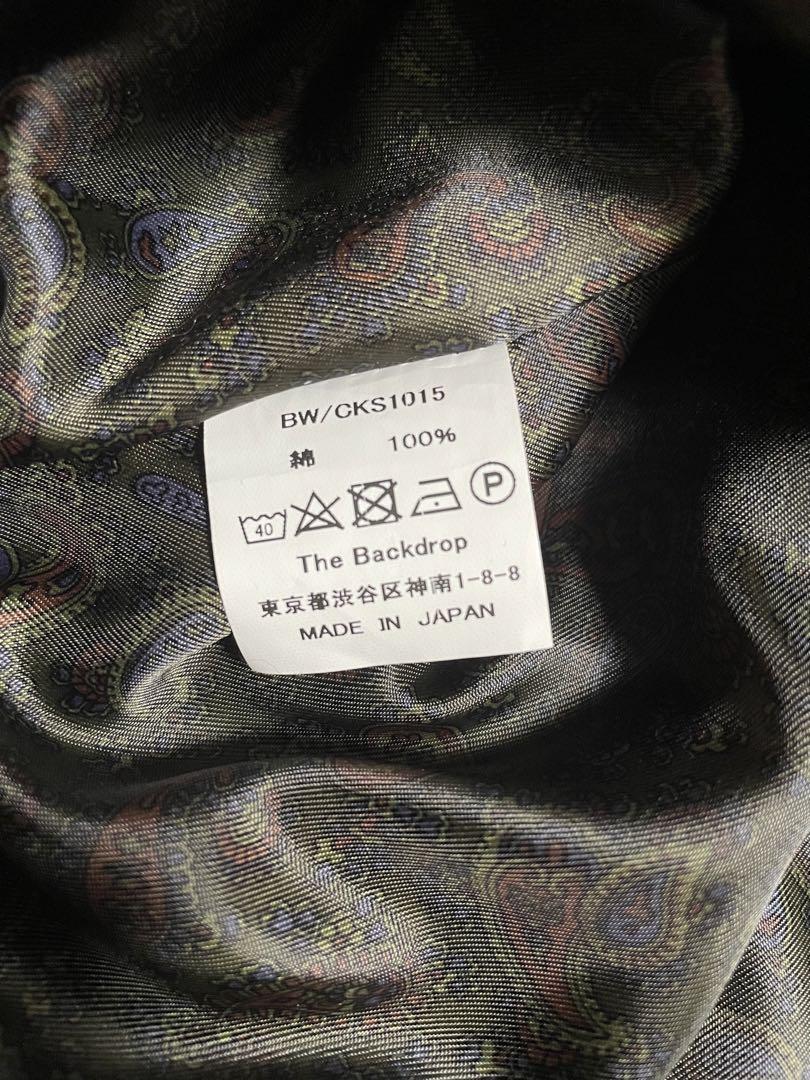 BW/CKS1015
綿 100%
40 P
The Backdrop
東京都渋谷区神南1-8-8
MADE IN JAPAN